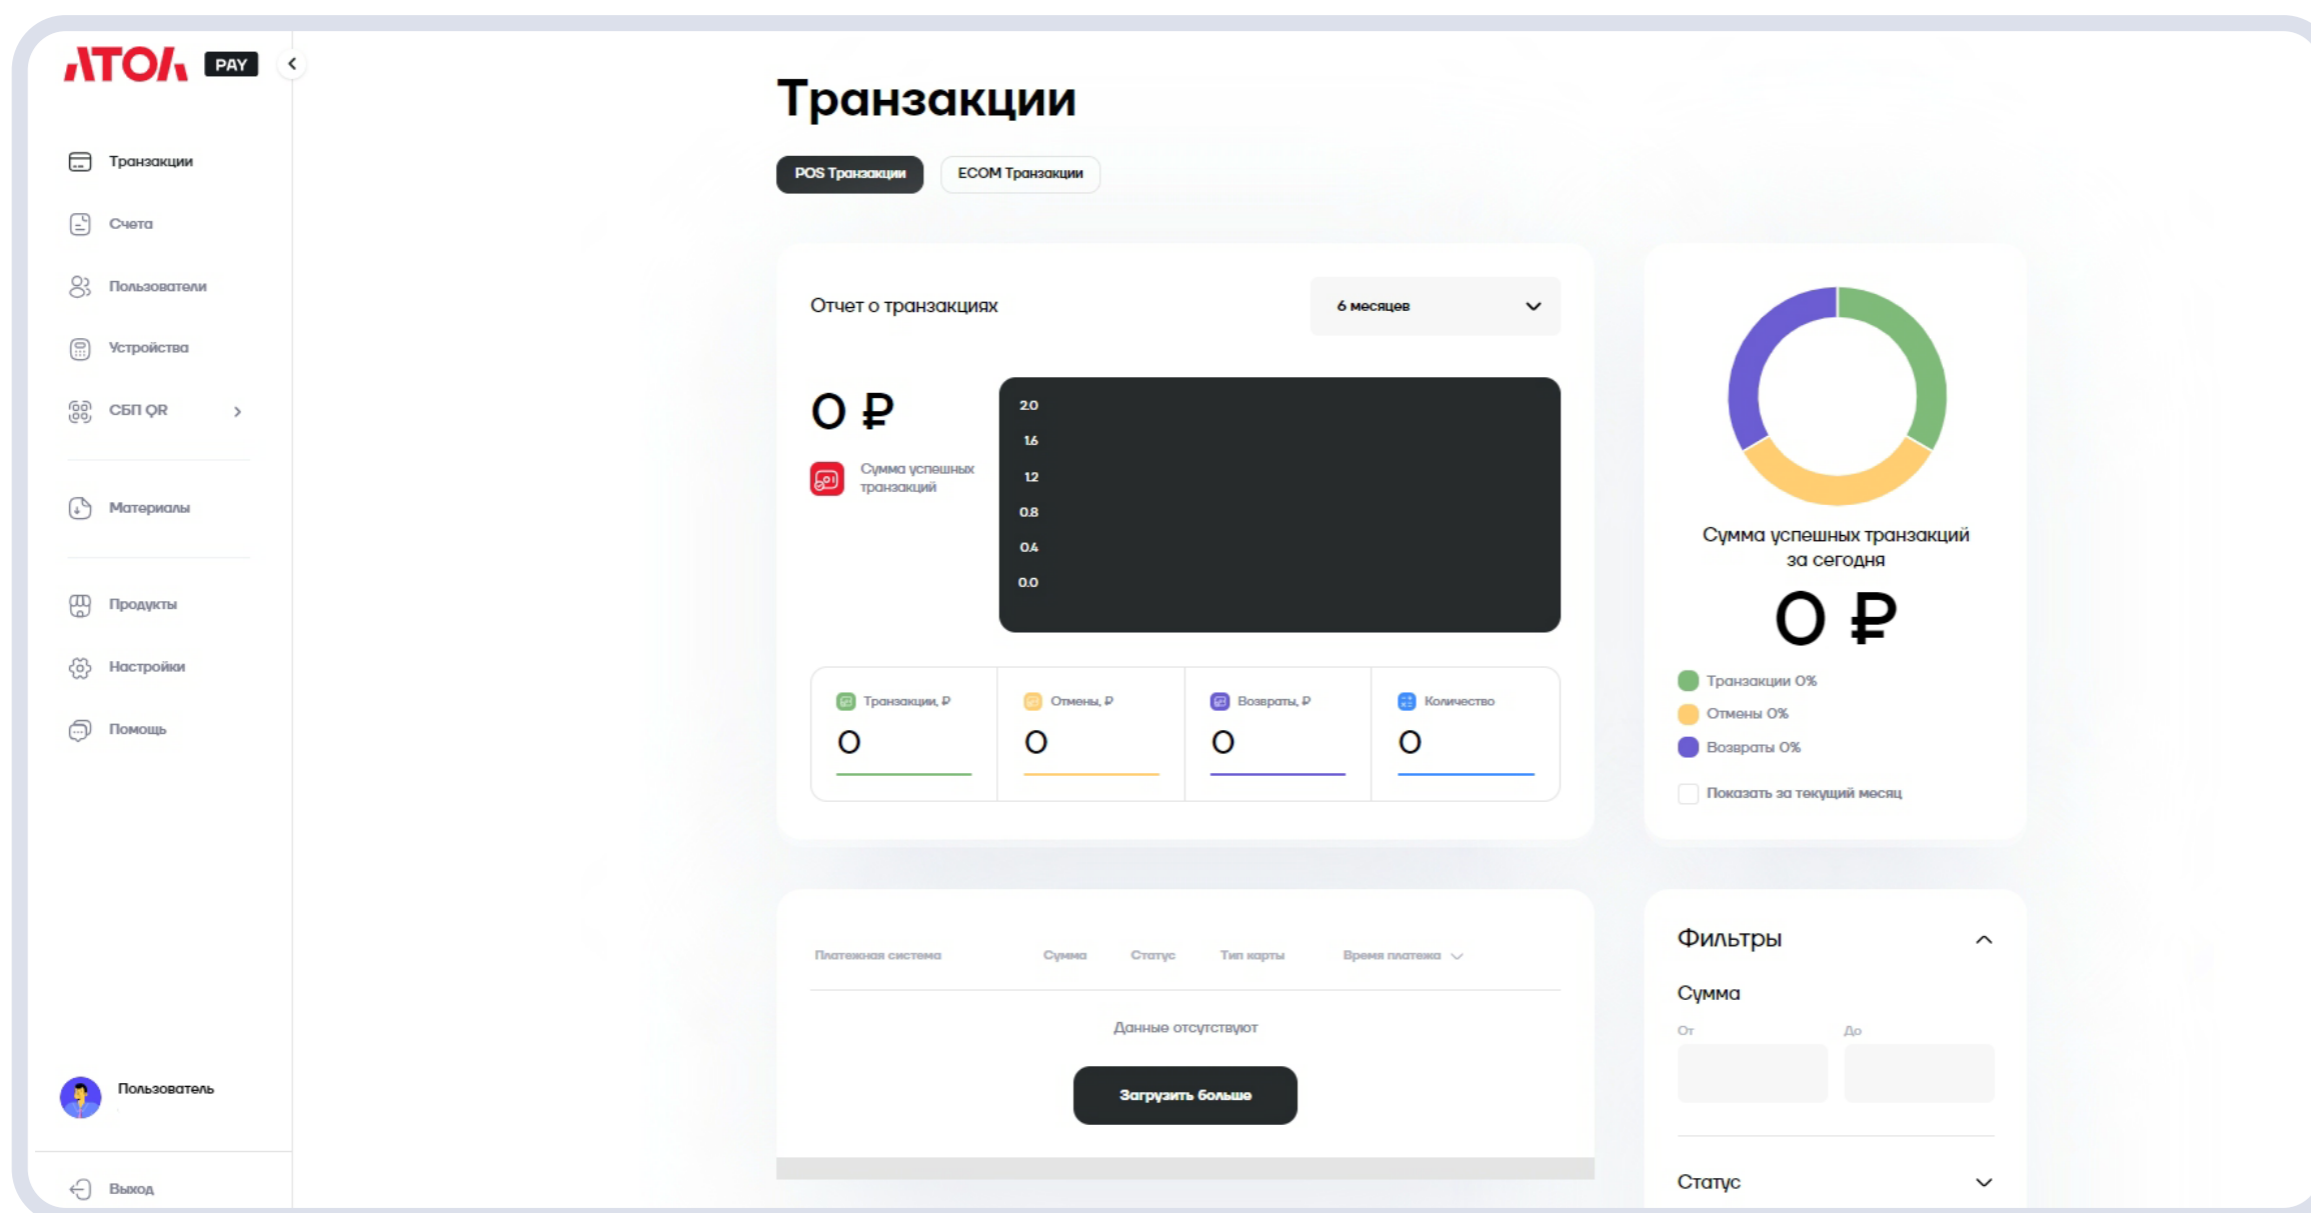 АТОЛ PAY
Транзакции
Счета
Пользователи
Устройства
СБП QR
Материалы
Продукты
Настройки
Помощь
Пользователь
Выход
Транзакции
POS Транзакции
ECOM Транзакции
Отчет о транзакциях
6 месяцев
0 ₽
Сумма успешных
транзакций
2.0
1.6
1.2
0.8
0.4
0.0
Транзакции, ₽
0
Отмены, ₽
0
Возвраты, ₽
0
Количество
0
Сумма успешных транзакций
за сегодня
0 ₽
Транзакции 0%
Отмены 0%
Возвраты 0%
Показать за текущий месяц
Платежная система Сумма Статус Тип карты Время платежа
Данные отсутствуют
Загрузить больше
Фильтры
Сумма
От До
Статус